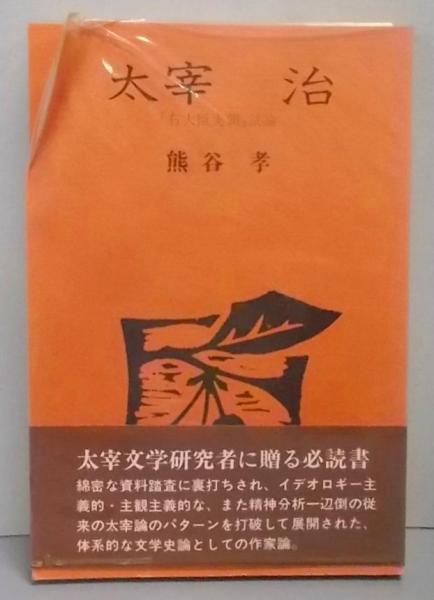 太宰 治
『右大臣実朝』試論
熊谷 孝
太宰文学研究者に贈る必読書
綿密な資料踏査に裏打ちされ、イデオロギー主
義的・主観主義的な、また精神分析一辺倒の従
来の太宰論のパターンを打破して展開された、
体系的な文学史論としての作家論。